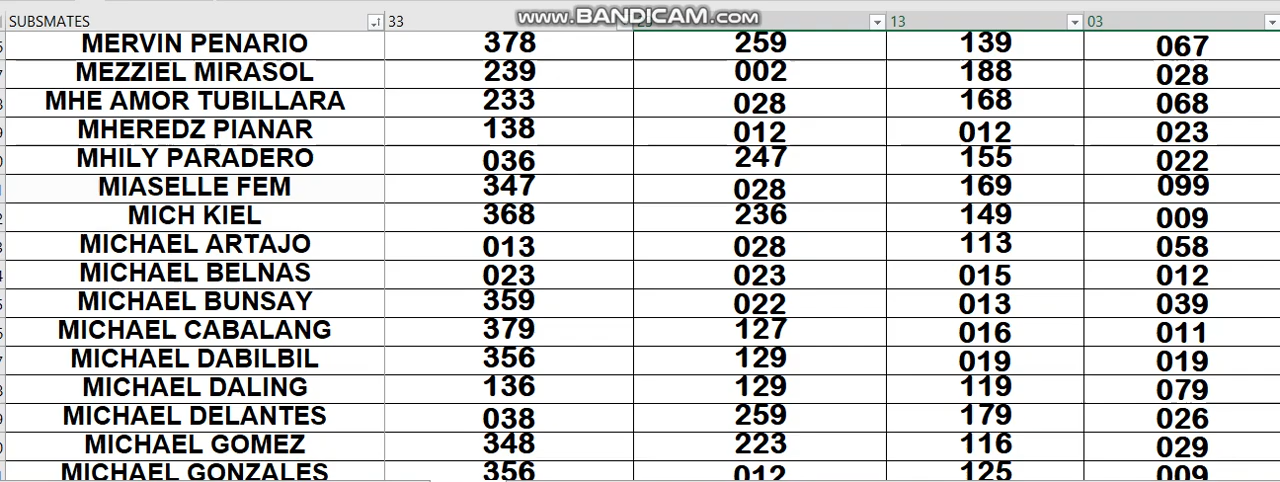 www.BANDICAM.com
SUBSMATES 33 13 03
MERVIN PENARIO 378 259 139 067
MEZZIEL MIRASOL 239 002 188 028
MHE AMOR TUBILLARA 233 028 168 068
MHEREDZ PIANAR 138 012 012 023
MHILY PARADERO 036 247 155 022
MIASELLE FEM 347 028 169 099
MICH KIEL 368 236 149 009
MICHAEL ARTAJO 013 028 113 058
MICHAEL BELNAS 023 023 015 012
MICHAEL BUNSAY 359 022 013 039
MICHAEL CABALANG 379 127 016 011
MICHAEL DABILBIL 356 129 019 019
MICHAEL DALING 136 129 119 079
MICHAEL DELANTES 038 259 179 026
MICHAEL GOMEZ 348 223 116 029
MICHAEL GONZALES 356 012 125 009